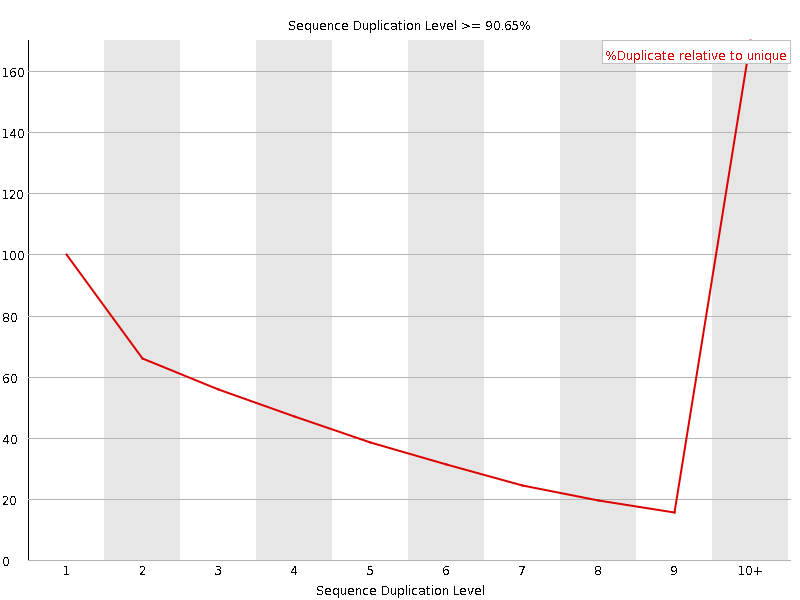 Sequence Duplication Level >= 90.65%
%Duplicate relative to unique
160
140
120
100
80
60
40
20
0
1 2 3 4 5 6 7 8 9 10+
Sequence Duplication Level